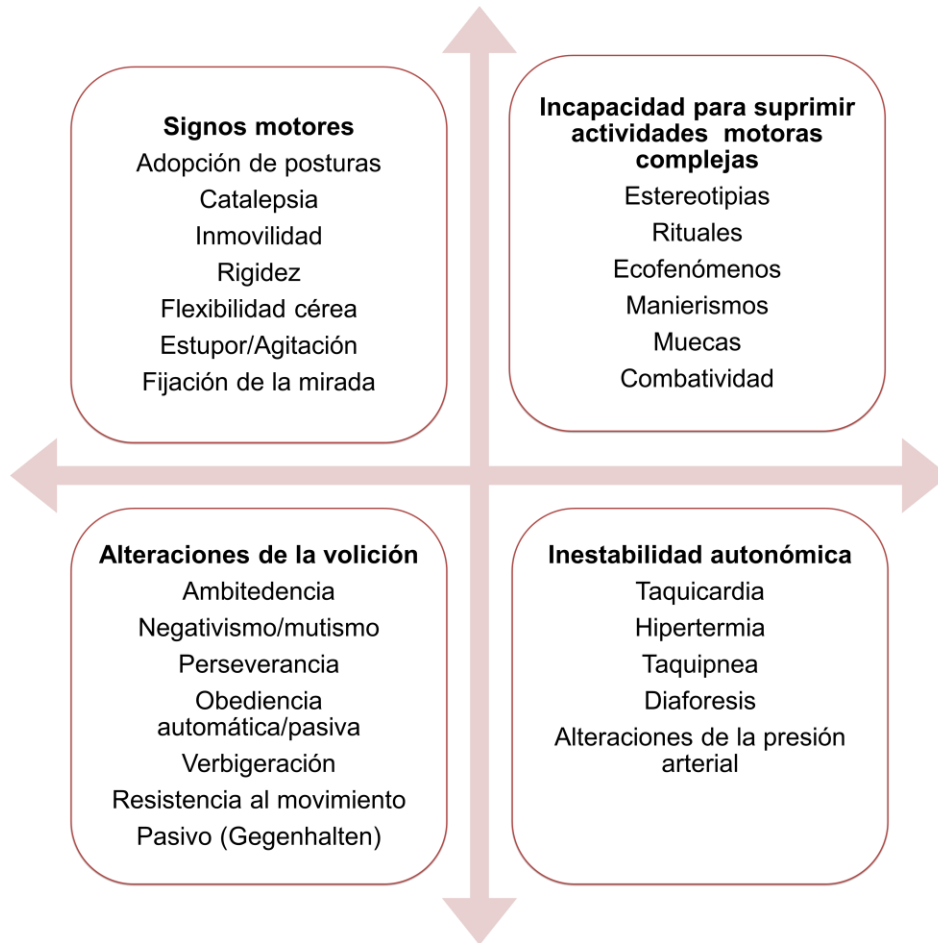 Signos motores
Adopción de posturas
Catalepsia
Inmovilidad
Rigidez
Flexibilidad cérea
Estupor/Agitación
Fijación de la mirada
Incapacidad para suprimir
actividades motoras
complejas
Estereotipias
Rituales
Ecofenómenos
Manierismos
Muecas
Combatividad
Alteraciones de la volición
Ambitedencia
Negativismo/mutismo
Perseverancia
Obediencia
automática/pasiva
Verbigeración
Resistencia al movimiento
Pasivo (Gegenhalten)
Inestabilidad autonómica
Taquicardia
Hipertermia
Taquipnea
Diaforesis
Alteraciones de la presión
arterial